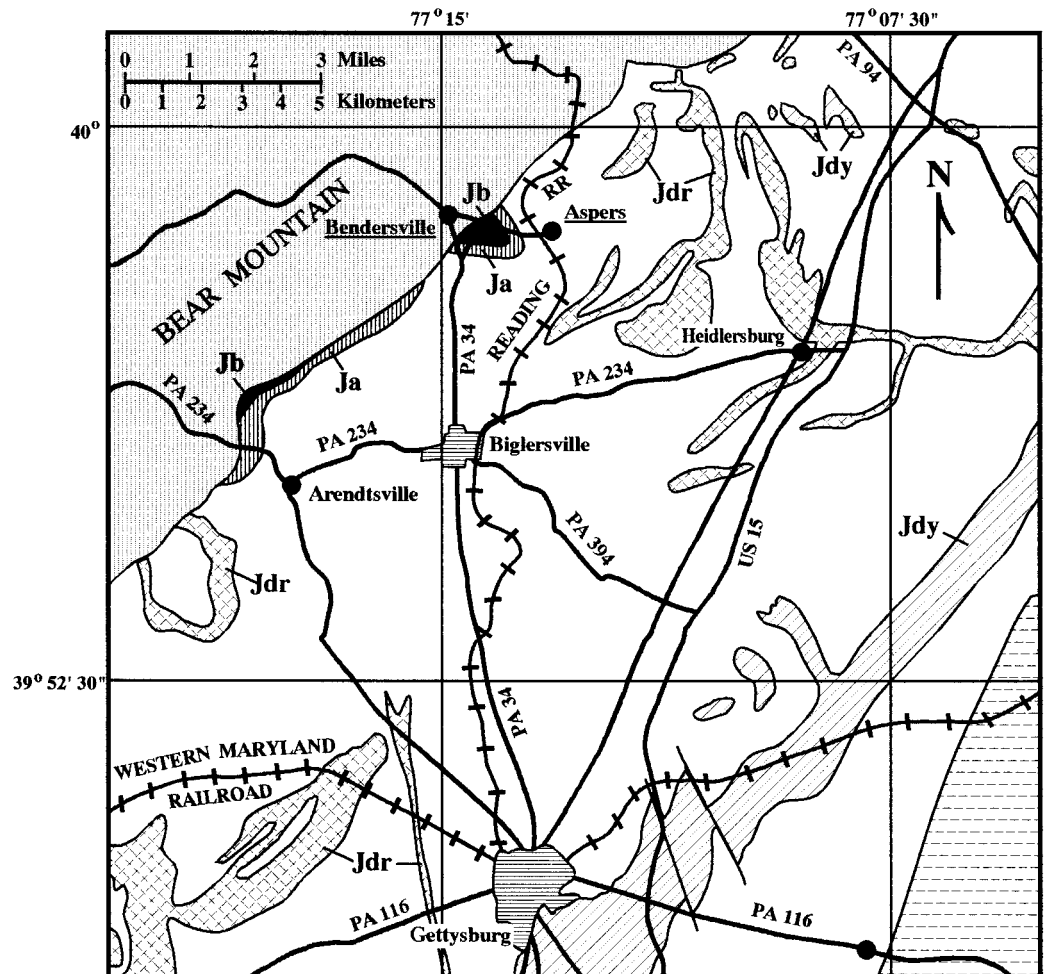 77° 15'
77° 07' 30"
0 1 2 3 Miles
0 1 2 3 4 5 Kilometers
PA 94
40°
Jdy
Jdr
N
RR
Jb
Aspers
Bendersville
Ja
BEAR MOUNTAIN
READING
PA 34
Heidlersburg
Jb
Ja
PA 234
PA 234
PA 234
Biglersville
Arendtsville
PA 394
US 15
Jdy
Jdr
39° 52' 30"
PA 34
WESTERN MARYLAND
RAILROAD
Jdr
PA 116
PA 116
Gettysburg